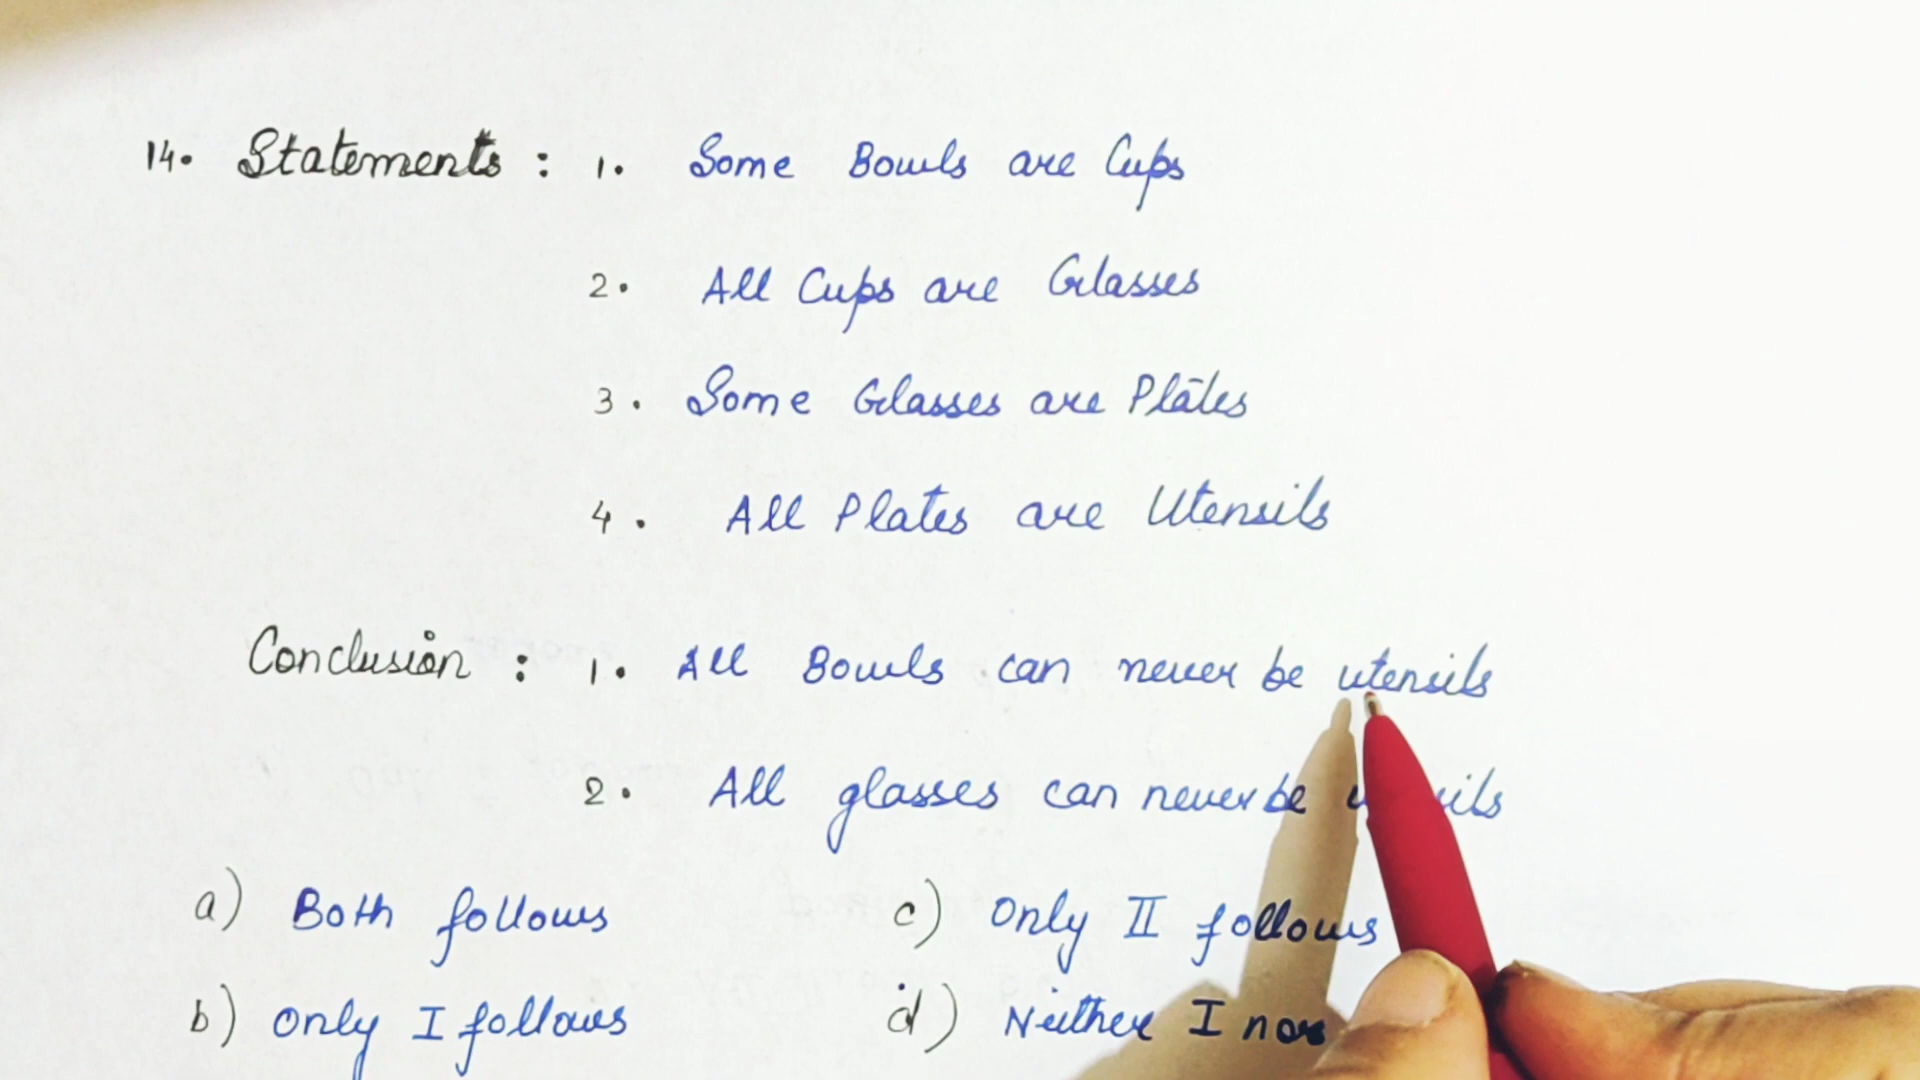 14. Statements : 1. Some Bowls are Cups
2. All Cups are Glasses
3. Some Glasses are Plates
4. All Plates are Utensils
Conclusion : 1. All Bowls can never be utensils
2. All glasses can never be
a) Both follows
c) Only II follows
b) Only I follows
d) Neither I nor